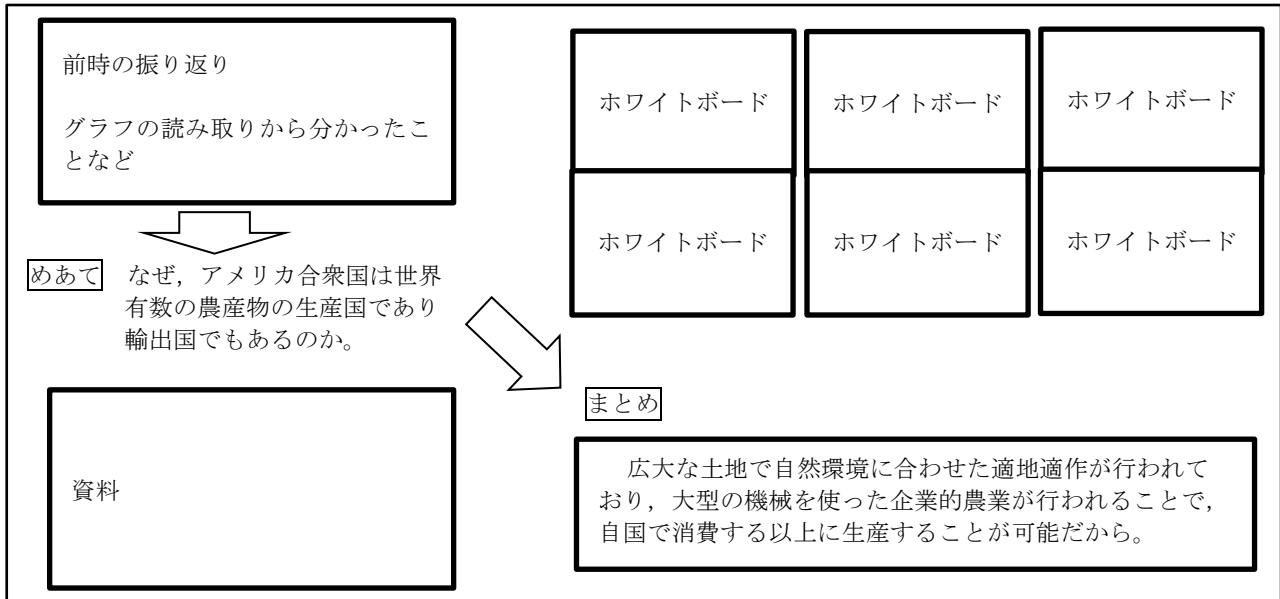 前時の振り返り
グラフの読み取りから分かったこ
となど
めあて なぜ，アメリカ合衆国は世界
有数の農産物の生産国であり
輸出国でもあるのか。
資料
ホワイトボード ホワイトボード ホワイトボード
ホワイトボード ホワイトボード ホワイトボード
まとめ
広大な土地で自然環境に合わせた適地適作が行われて
おり，大型の機械を使った企業的農業が行われることで，
自国で消費する以上に生産することが可能だから。